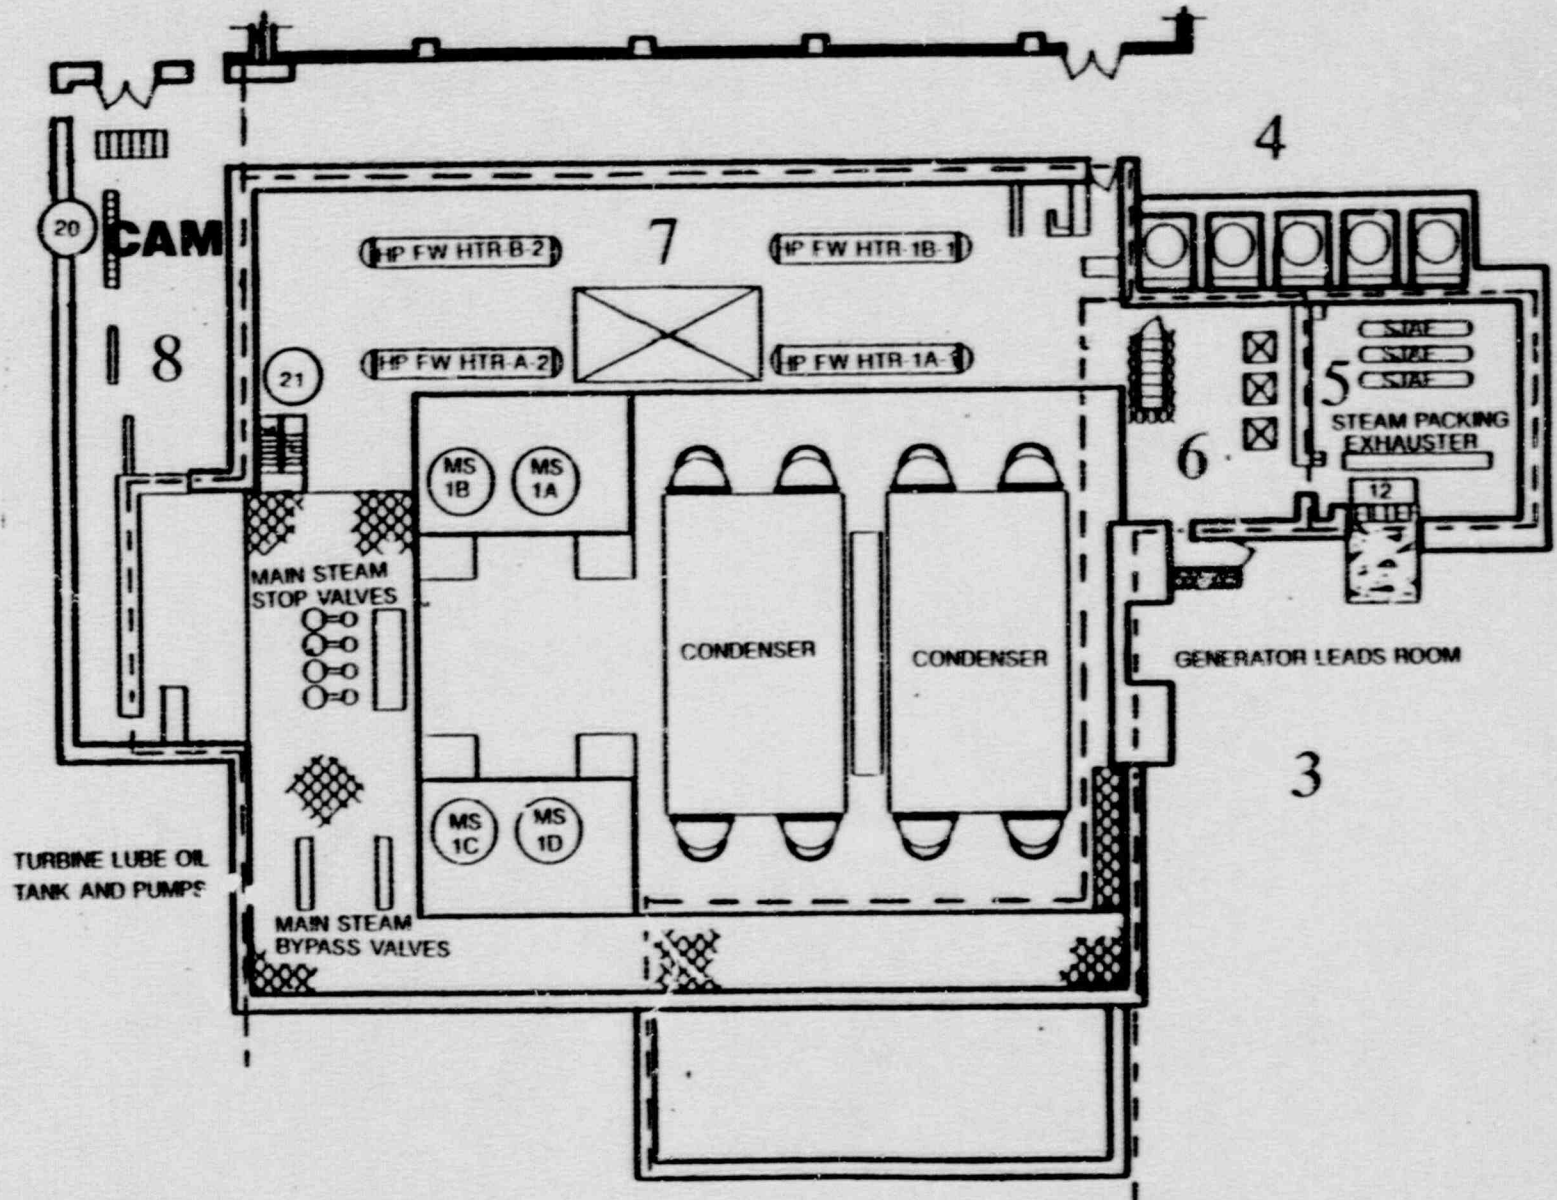 4
20
CAM
7
HP FW HTR-B-2
HP FW HTR-1B-1
8
21
HP FW HTR-A-2
HP FW HTR-1A-1
5
SJAE
SJAE
SJAE
STEAM PACKING
EXHAUSTER
6
MS
1B
MS
1A
12
MAIN STEAM
STOP VALVES
CONDENSER
CONDENSER
GENERATOR LEADS ROOM
3
MS
1C
MS
1D
TURBINE LUBE OIL
TANK AND PUMPS
MAIN STEAM
BYPASS VALVES